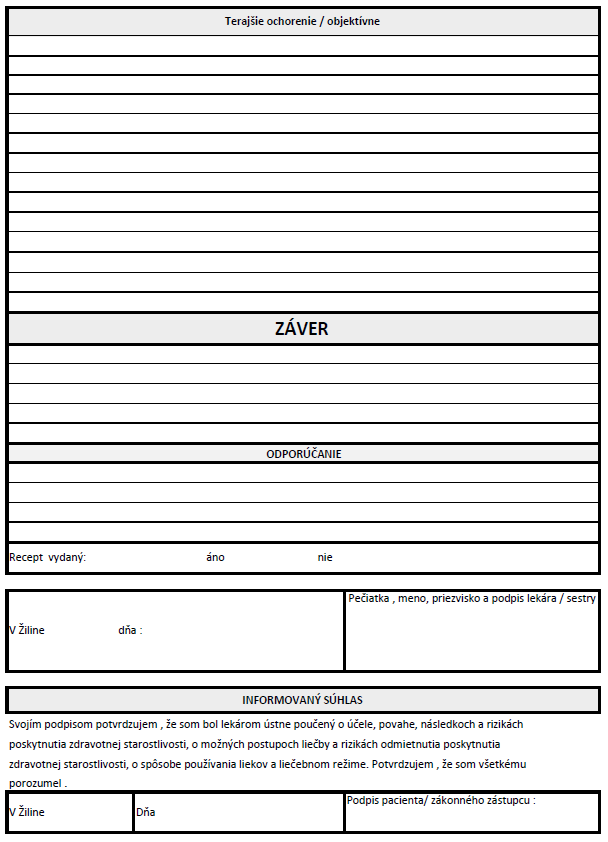 Terajšie ochorenie / objektívne
ZÁVER
ODPORÚČANIE
Recept vydaný: áno nie
Pečiatka , meno, priezvisko a podpis lekára / sestry
V Žiline dňa :
INFORMOVANÝ SÚHLAS
Svojím podpisom potvrdzujem , že som bol lekárom ústne poučený o účele, povahe, následkoch a rizikách
poskytnutia zdravotnej starostlivosti, o možných postupoch liečby a rizikách odmietnutia poskytnutia
zdravotnej starostlivosti, o spôsobe používania liekov a liečebnom režime. Potvrdzujem , že som všetkému
porozumel .
Podpis pacienta/ zákonného zástupcu :
V Žiline Dňa